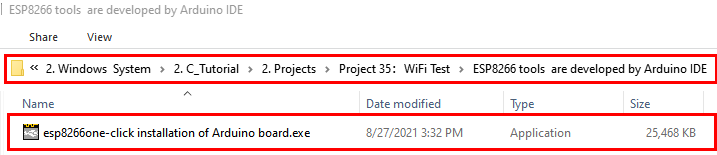 ESP8266 tools  are developed by Arduino IDE
Share View
« 2. Windows  System > 2. C_Tutorial > 2. Projects > Project 35：WiFi Test > ESP8266 tools  are developed by Arduino IDE
Name Date modified Type Size
esp8266one-click installation of Arduino board.exe 8/27/2021 3:32 PM Application 25,468 KB